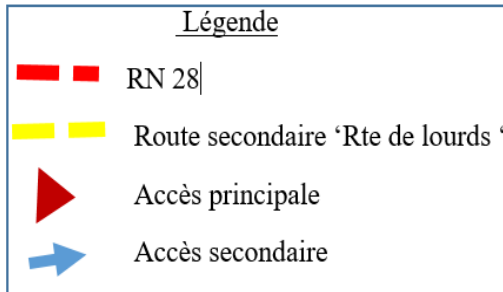 Légende
RN 28
Route secondaire ‘Rte de lourds ‘
Accès principale
Accès secondaire